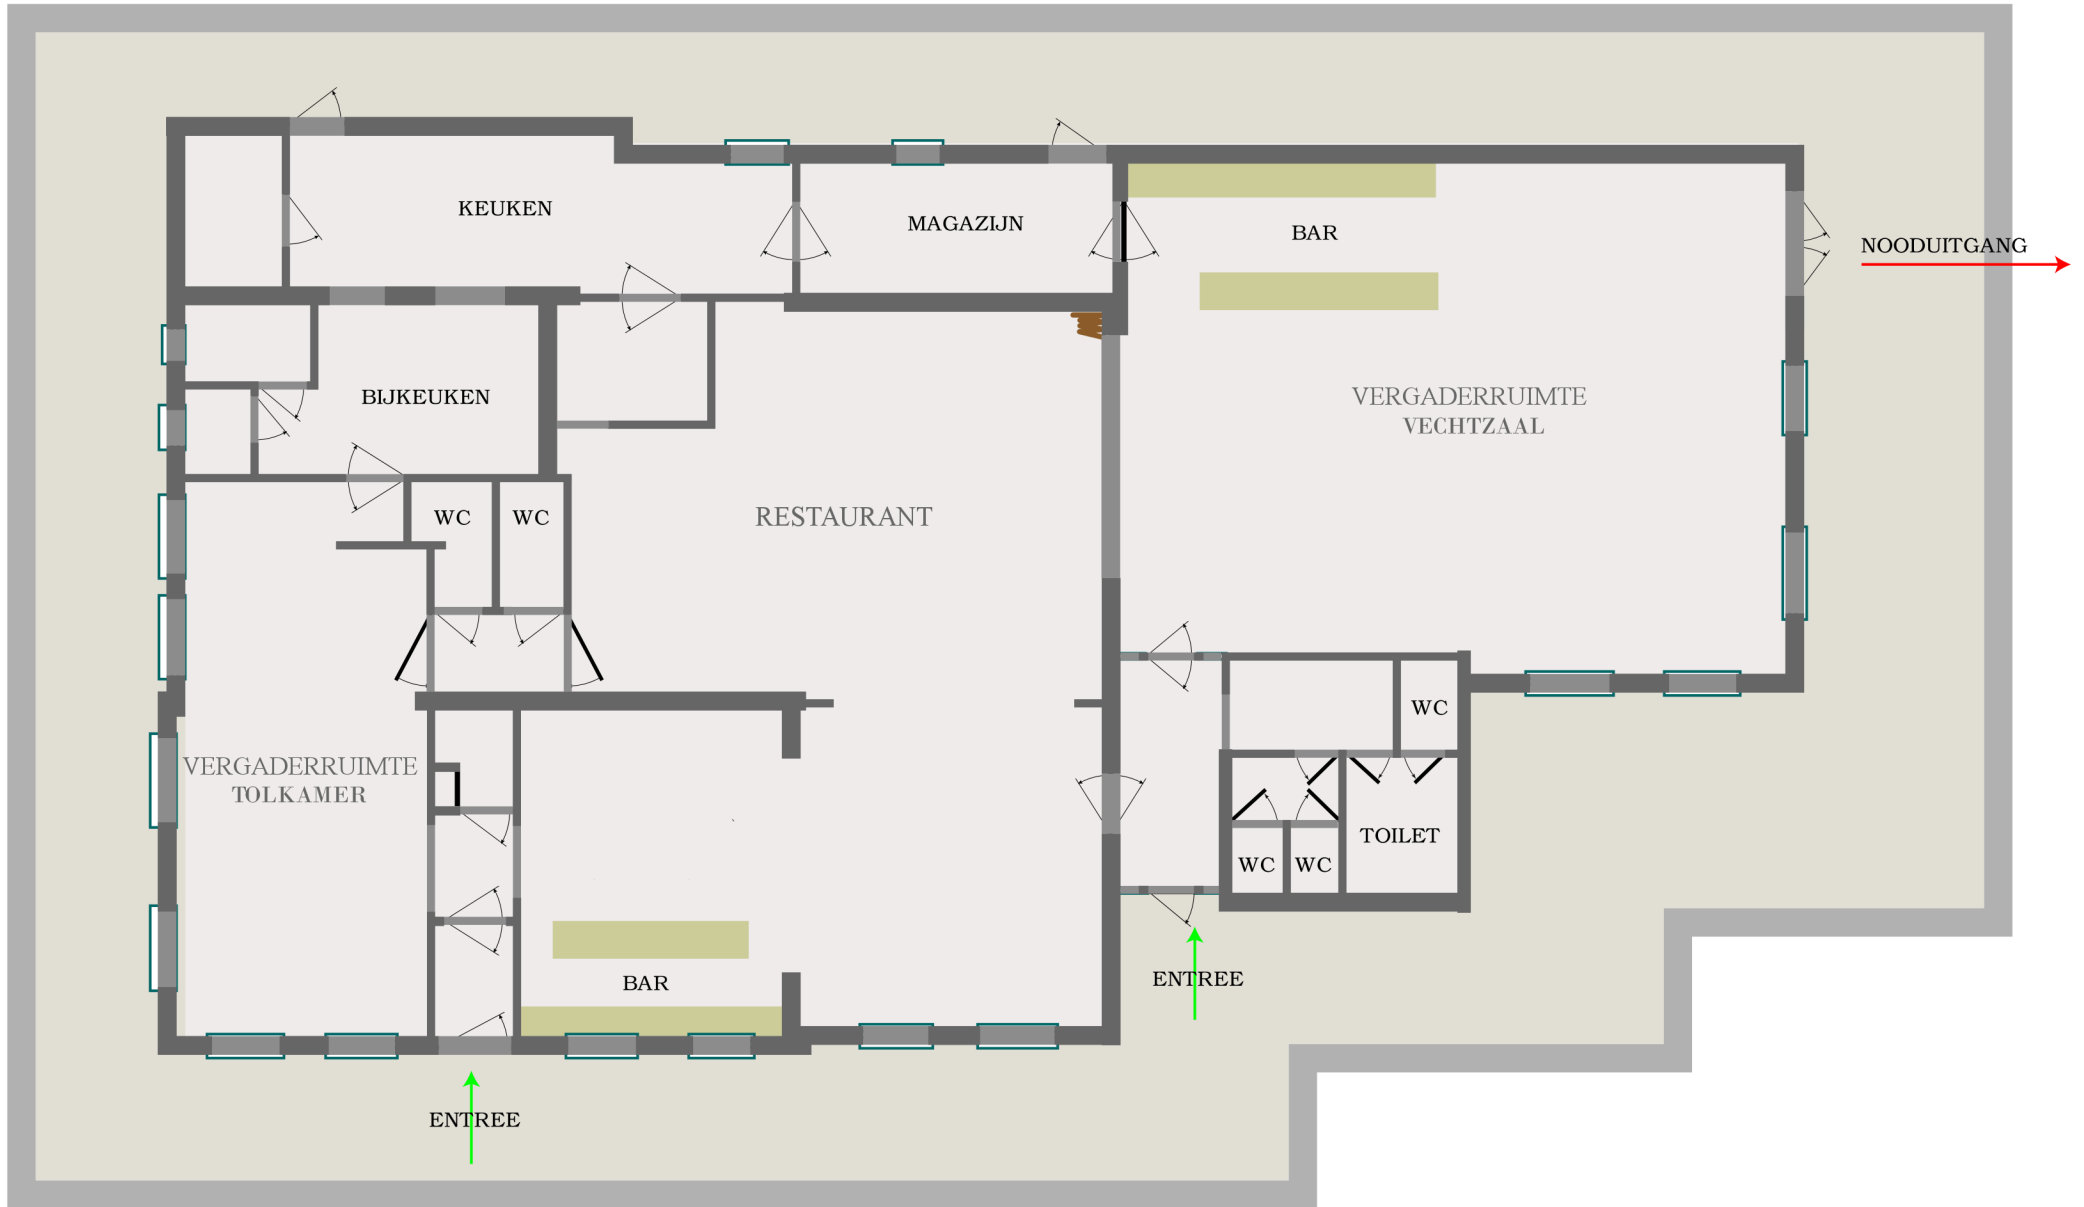 KEUKEN
MAGAZIJN
BAR
NOODUITGANG
BIJKEUKEN
VERGADERRUIMTE
VECHTZAAL
WC
WC
RESTAURANT
WC
VERGADERRUIMTE
TOLKAMER
TOILET
WC
WC
BAR
ENTREE
ENTREE